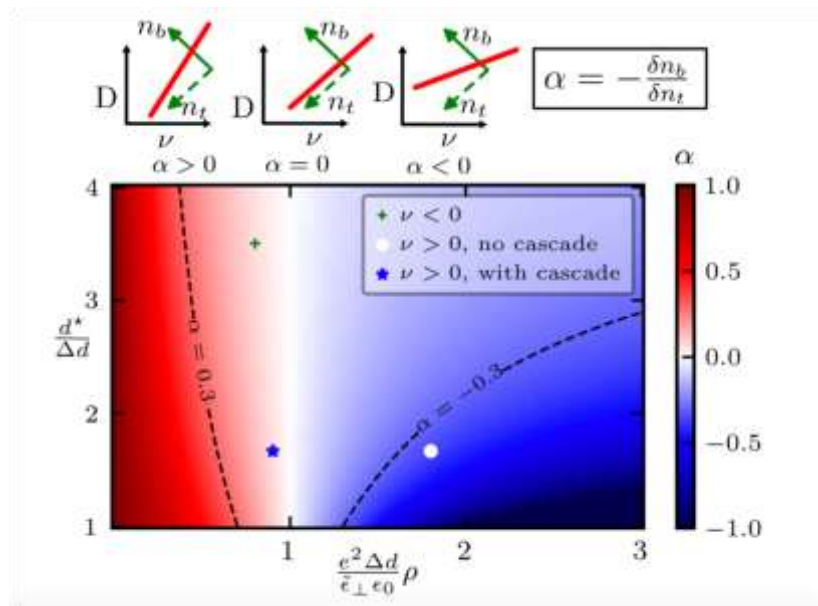 n_b n_b n_b α = −δn_b/δn_t
D n_t D n_t D n_t
ν ν ν
α > 0 α = 0 α < 0 α
4 1.0
+ ν < 0
ν > 0, no cascade
★ ν > 0, with cascade
0.5
3
d*/Δd
0.0
α = 0.3 α = −0.3
2
−0.5
1 −1.0
1 2 3
e² Δd/ε̃⊥ ϵ₀ ρ